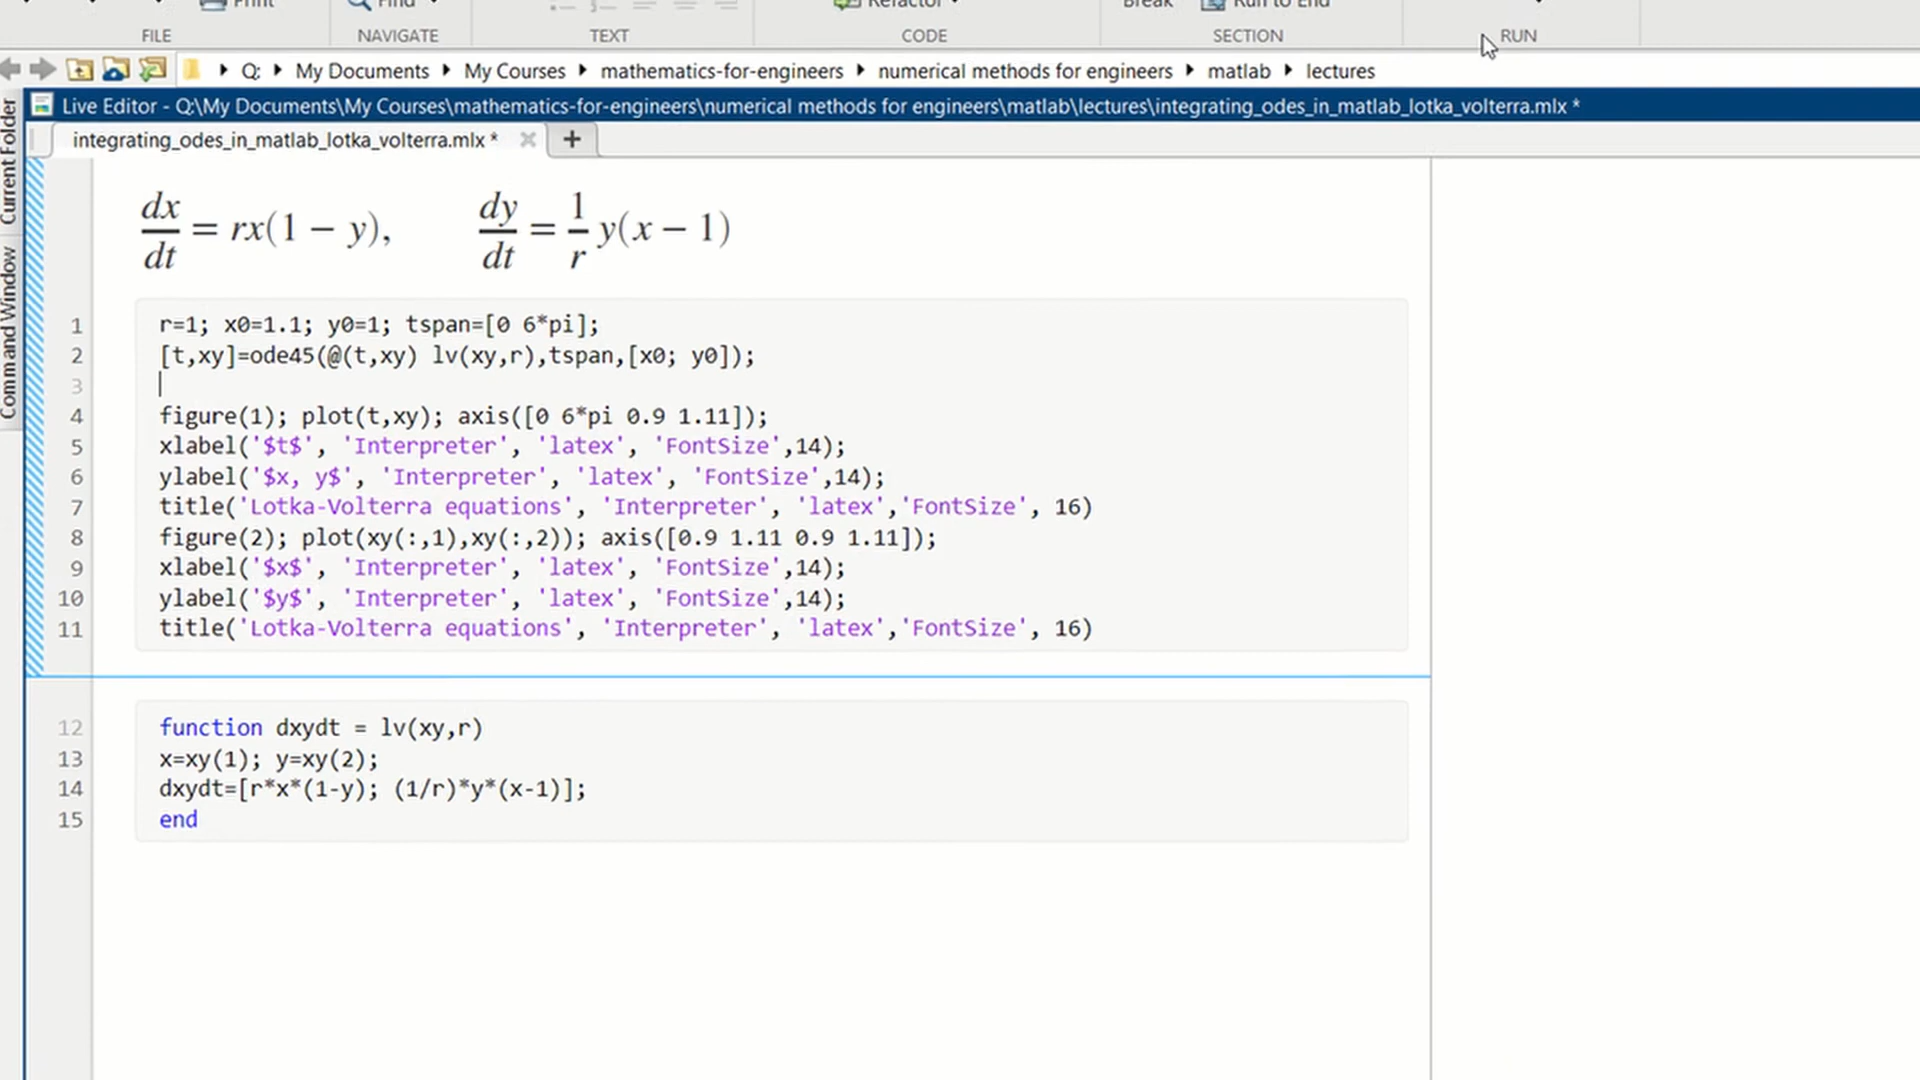 Print
Find
Refactor
Break
Run to End
FILE
NAVIGATE
TEXT
CODE
SECTION
RUN
Q: My Documents My Courses mathematics-for-engineers numerical methods for engineers matlab lectures
Live Editor - Q:\My Documents\My Courses\mathematics-for-engineers\numerical methods for engineers\matlab\lectures\integrating_odes_in_matlab_lotka_volterra.mlx *
integrating_odes_in_matlab_lotka_volterra.mlx *
Current Folder
Command Window
dx/dt = rx(1 − y), dy/dt = 1/r y(x − 1)
1 r=1; x0=1.1; y0=1; tspan=[0 6*pi];
2 [t,xy]=ode45(@(t,xy) lv(xy,r),tspan,[x0; y0]);
3
4 figure(1); plot(t,xy); axis([0 6*pi 0.9 1.11]);
5 xlabel('$t$', 'Interpreter', 'latex', 'FontSize',14);
6 ylabel('$x, y$', 'Interpreter', 'latex', 'FontSize',14);
7 title('Lotka-Volterra equations', 'Interpreter', 'latex','FontSize', 16)
8 figure(2); plot(xy(:,1),xy(:,2)); axis([0.9 1.11 0.9 1.11]);
9 xlabel('$x$', 'Interpreter', 'latex', 'FontSize',14);
10 ylabel('$y$', 'Interpreter', 'latex', 'FontSize',14);
11 title('Lotka-Volterra equations', 'Interpreter', 'latex','FontSize', 16)
12 function dxydt = lv(xy,r)
13 x=xy(1); y=xy(2);
14 dxydt=[r*x*(1-y); (1/r)*y*(x-1)];
15 end